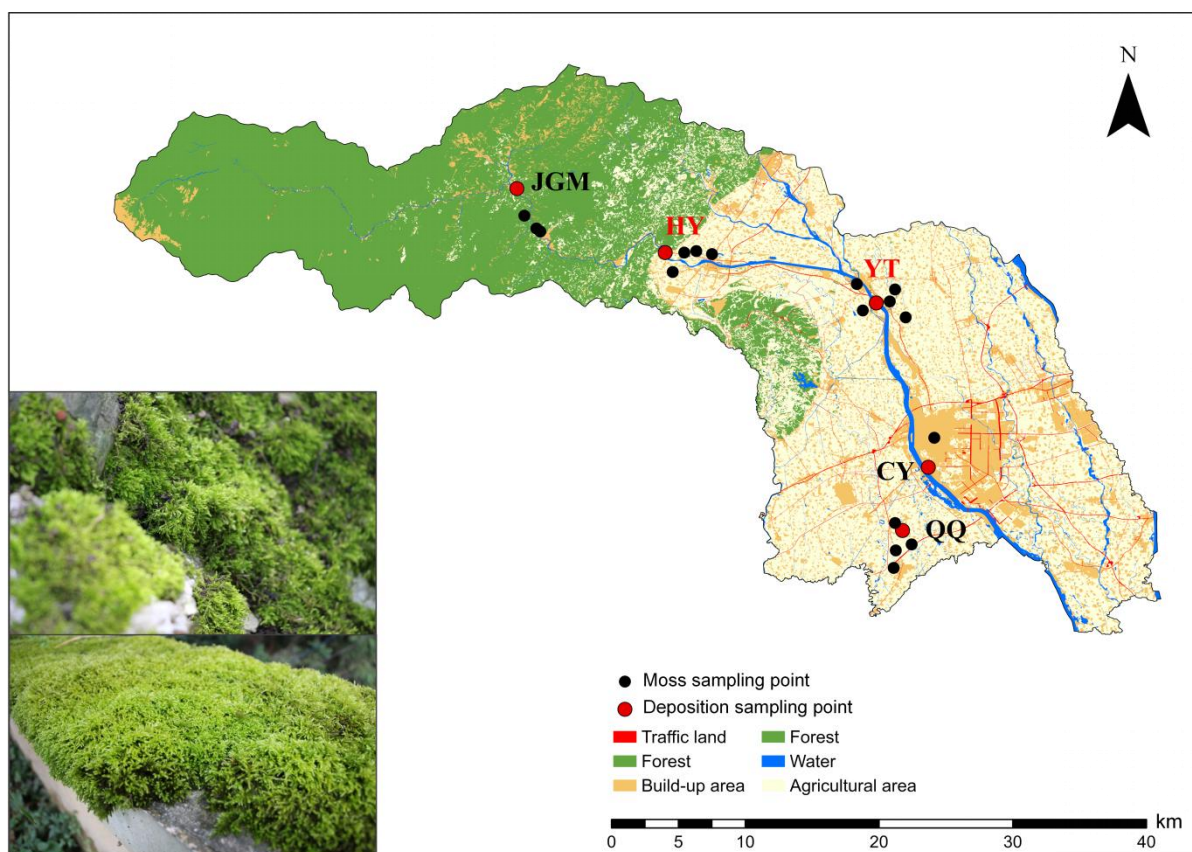 N
JGM
HY
YT
CY
QQ
Moss sampling point
Deposition sampling point
Traffic land Forest
Forest Water
Build-up area Agricultural area
km
0 5 10 20 30 40